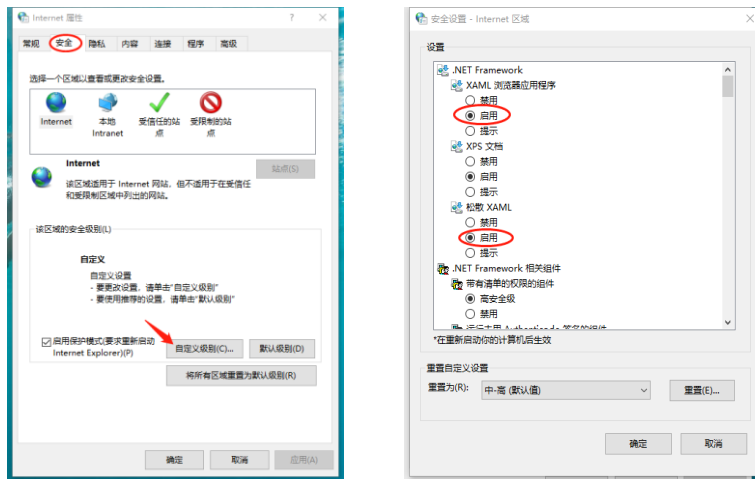 Internet 属性
常规 安全 隐私 内容 连接 程序 高级
选择一个区域以查看或更改安全设置。
Internet
本地
Intranet
受信任的站
点
受限制的站
点
Internet
站点(S)
该区域适用于 Internet 网站，但不适用于在受信任
和受限制区域中列出的网站。
该区域的安全级别(L)
自定义
自定义设置
- 要更改设置，请单击"自定义级别"
- 要使用推荐的设置，请单击"默认级别"
启用保护模式(要求重新启动
Internet Explorer)(P)
自定义级别(C)...
默认级别(D)
将所有区域重置为默认级别(R)
确定 取消 应用(A)
安全设置 - Internet 区域
设置
.NET Framework
XAML 浏览器应用程序
禁用
启用
提示
XPS 文档
禁用
启用
提示
松散 XAML
禁用
启用
提示
.NET Framework 相关组件
带有清单的权限的组件
高安全级
禁用
运行未用 Authenticode 签名的组件
*在重新启动你的计算机后生效
重置自定义设置
重置为(R):
中-高 (默认值)
重置(E)...
确定 取消